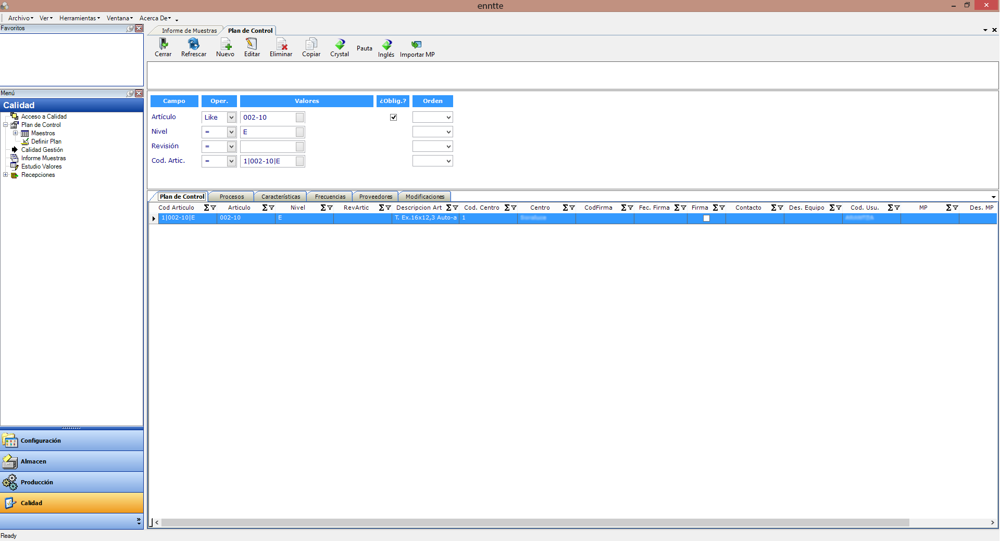 enntte
Archivo Ver Herramientas Ventana Acerca De
Favoritos
Menú
Calidad
Acceso a Calidad
Plan de Control
Maestros
Definir Plan
Calidad Gestión
Informe Muestras
Estudio Valores
Recepciones
Configuración
Almacen
Producción
Calidad
Informe de Muestras Plan de Control
Cerrar Refrescar Nuevo Editar Eliminar Copiar Crystal Pauta Inglés Importar MP
Campo Oper. Valores ¿Oblig.? Orden
Artículo Like 002-10
Nivel = E
Revisión =
Cod. Artic. = 1|002-10|E
Plan de Control Procesos Características Frecuencias Proveedores Modificaciones
Cod Articulo Articulo Nivel RevArtic Descripcion Art Cod. Centro Centro CodFirma Fec. Firma Firma Contacto Des. Equipo Cod. Usu. MP Des. MP
1|002-10|E 002-10 E T. Ex.16x12,3 Auto-a 1
Ready